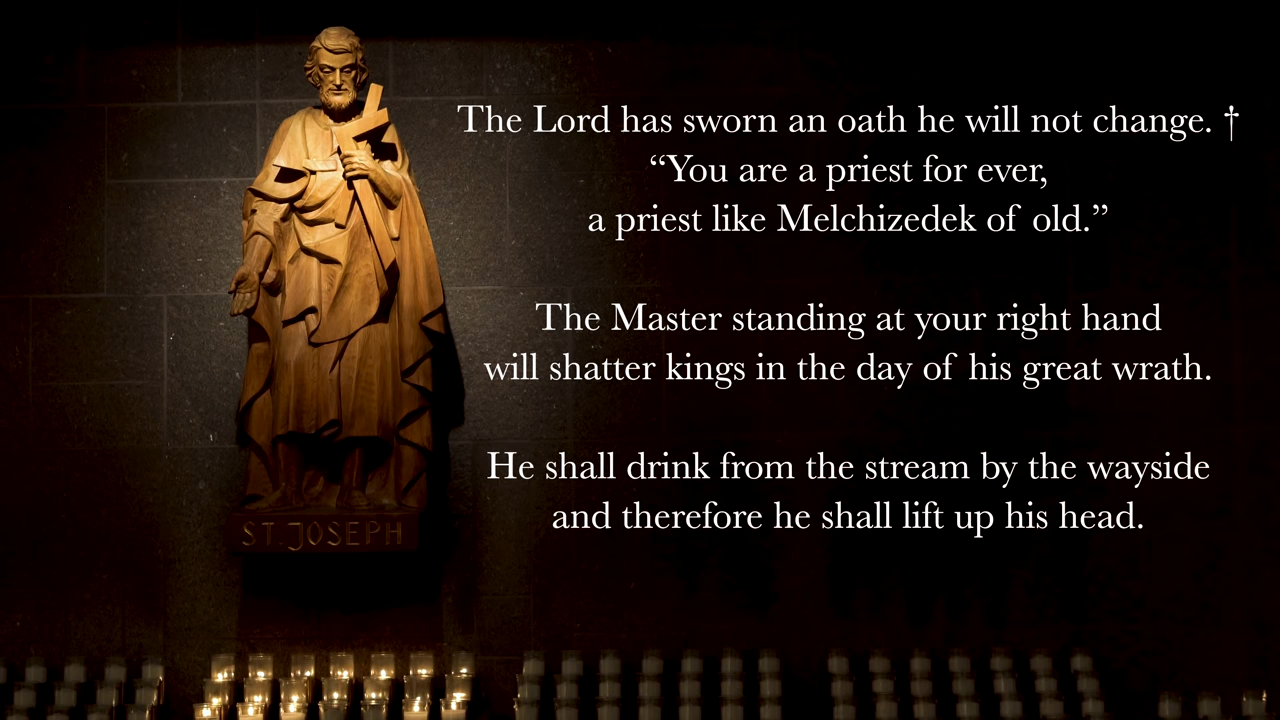 The Lord has sworn an oath he will not change. †
“You are a priest for ever,
a priest like Melchizedek of old.”
The Master standing at your right hand
will shatter kings in the day of his great wrath.
He shall drink from the stream by the wayside
and therefore he shall lift up his head.
ST. JOSEPH